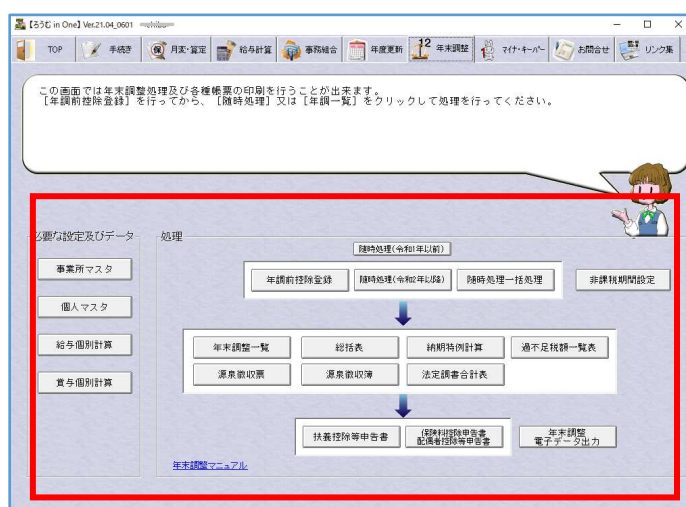 【ろうむ in One】 Ver.21.04_0601
TOP 手続き 月変・算定 給与計算 事務組合 年度更新 12 年末調整 マイナ・キーパー お問合せ リンク集
この画面では年末調整処理及び各種帳票の印刷を行うことが出来ます。
［年調前控除登録］を行ってから、［随時処理］又は［年調一覧］をクリックして処理を行ってください。
必要な設定及びデータ
事業所マスタ
個人マスタ
給与個別計算
賞与個別計算
処理
随時処理(令和1年以前)
年調前控除登録 随時処理(令和2年以降) 随時処理一括処理 非課税期間設定
年末調整一覧 総括表 納期特例計算 過不足税額一覧表
源泉徴収票 源泉徴収簿 法定調書合計表
扶養控除等申告書 保険料控除申告書 年末調整
配偶者控除等申告書 電子データ出力
年末調整マニュアル